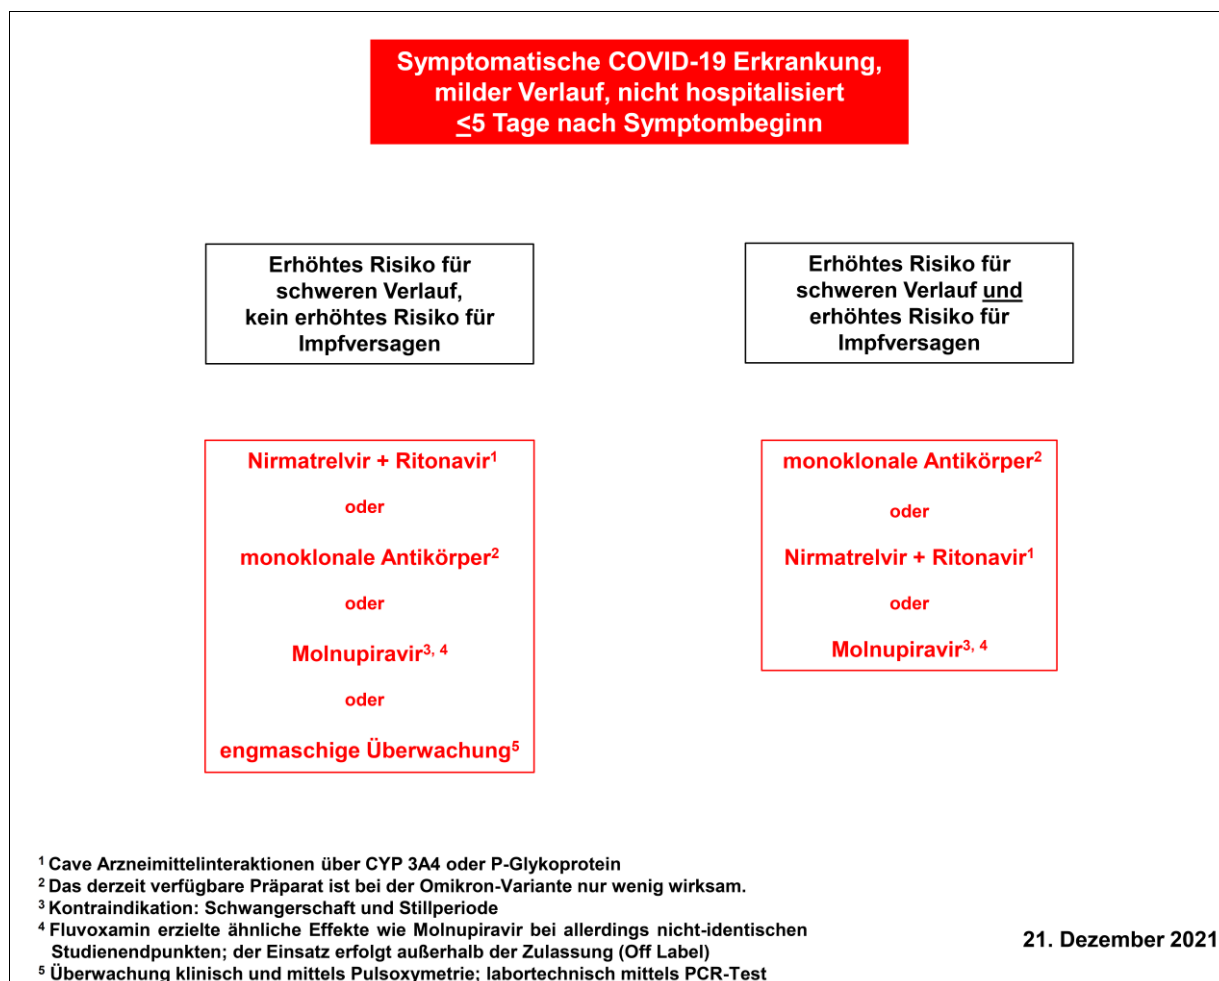 Symptomatische COVID-19 Erkrankung,
milder Verlauf, nicht hospitalisiert
≤5 Tage nach Symptombeginn
Erhöhtes Risiko für
schweren Verlauf,
kein erhöhtes Risiko für
Impfversagen
Erhöhtes Risiko für
schweren Verlauf und
erhöhtes Risiko für
Impfversagen
Nirmatrelvir + Ritonavir¹
oder
monoklonale Antikörper²
oder
Molnupiravir³, ⁴
oder
engmaschige Überwachung⁵
monoklonale Antikörper²
oder
Nirmatrelvir + Ritonavir¹
oder
Molnupiravir³, ⁴
¹ Cave Arzneimittelinteraktionen über CYP 3A4 oder P-Glykoprotein
² Das derzeit verfügbare Präparat ist bei der Omikron-Variante nur wenig wirksam.
³ Kontraindikation: Schwangerschaft und Stillperiode
⁴ Fluvoxamin erzielte ähnliche Effekte wie Molnupiravir bei allerdings nicht-identischen
Studienendpunkten; der Einsatz erfolgt außerhalb der Zulassung (Off Label)
⁵ Überwachung klinisch und mittels Pulsoxymetrie; labortechnisch mittels PCR-Test
21. Dezember 2021